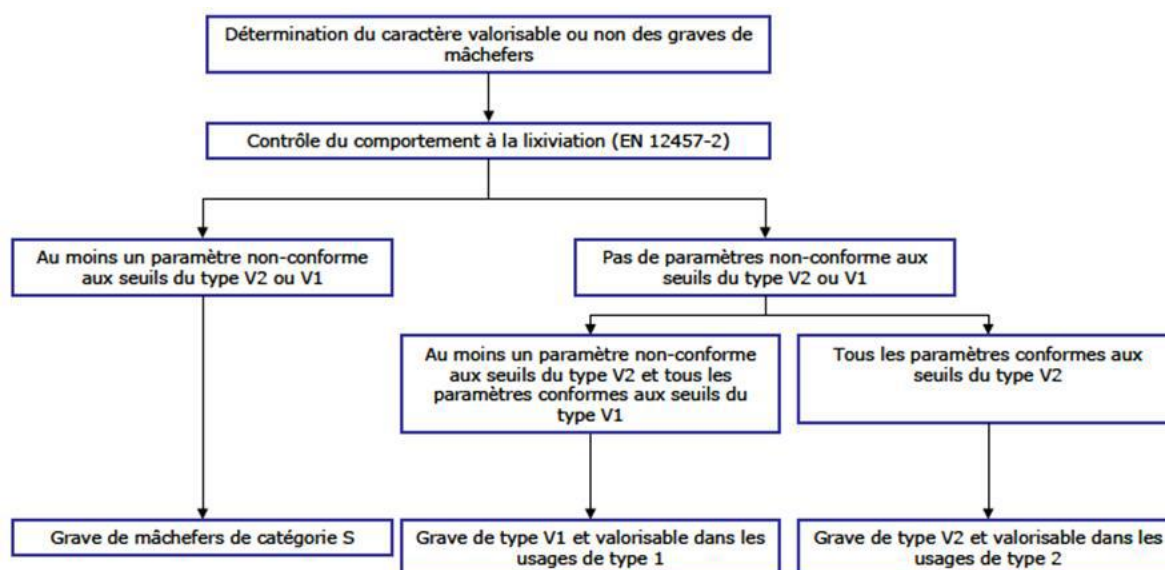 Détermination du caractère valorisable ou non des graves de
mâchefers
Contrôle du comportement à la lixiviation (EN 12457-2)
Au moins un paramètre non-conforme
aux seuils du type V2 ou V1
Pas de paramètres non-conforme aux
seuils du type V2 ou V1
Au moins un paramètre non-conforme
aux seuils du type V2 et tous les
paramètres conformes aux seuils du
type V1
Tous les paramètres conformes aux
seuils du type V2
Grave de mâchefers de catégorie S
Grave de type V1 et valorisable dans les
usages de type 1
Grave de type V2 et valorisable dans les
usages de type 2